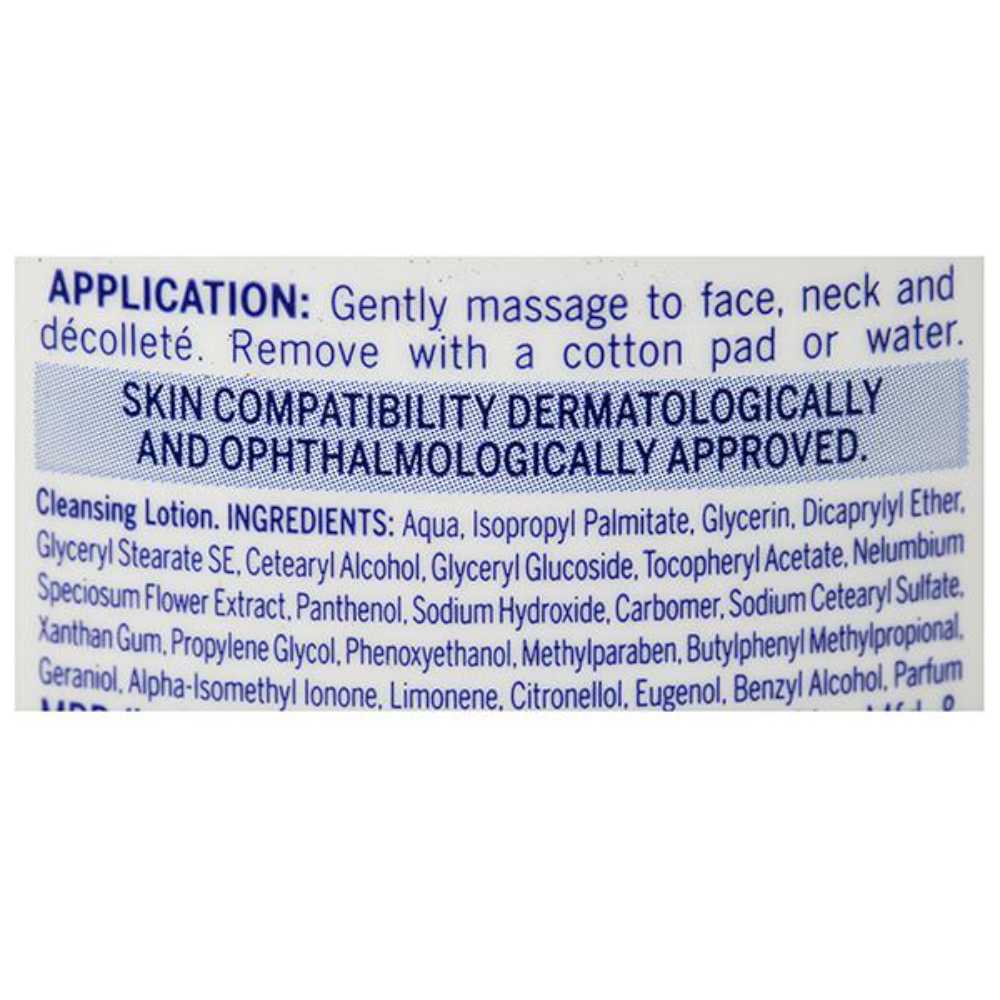 APPLICATION: Gently massage to face, neck and
décolleté. Remove with a cotton pad or water.
SKIN COMPATIBILITY DERMATOLOGICALLY
AND OPHTHALMOLOGICALLY APPROVED.
Cleansing Lotion. INGREDIENTS: Aqua, Isopropyl Palmitate, Glycerin, Dicaprylyl Ether,
Glyceryl Stearate SE, Cetearyl Alcohol, Glyceryl Glucoside, Tocopheryl Acetate, Nelumbium
Speciosum Flower Extract, Panthenol, Sodium Hydroxide, Carbomer, Sodium Cetearyl Sulfate,
Xanthan Gum, Propylene Glycol, Phenoxyethanol, Methylparaben, Butylphenyl Methylpropional,
Geraniol, Alpha-Isomethyl Ionone, Limonene, Citronellol, Eugenol, Benzyl Alcohol, Parfum